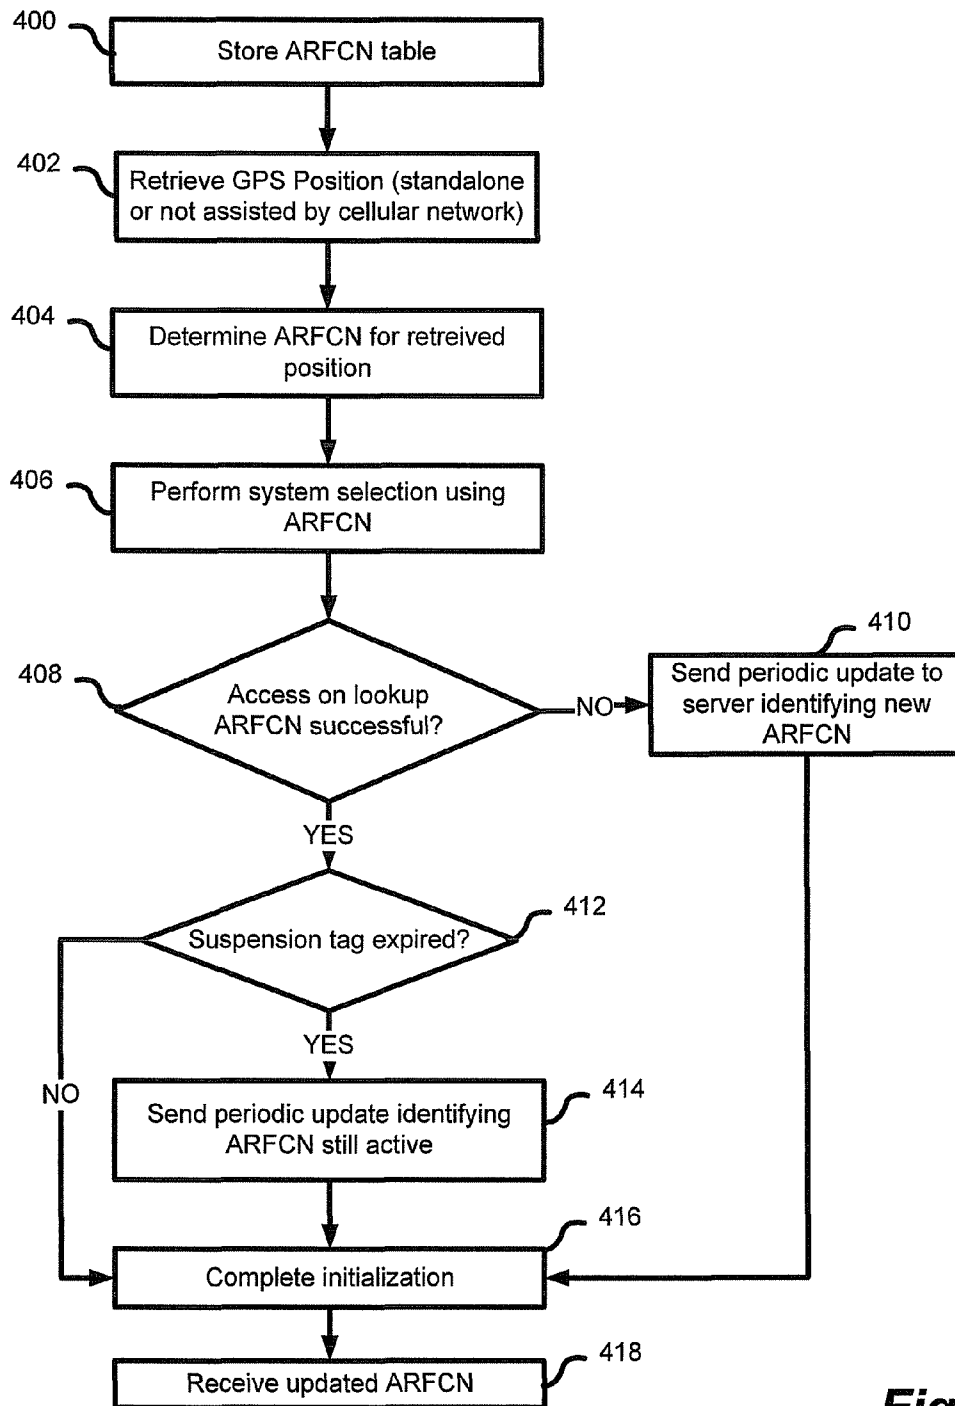 400
Store ARFCN table
402
Retrieve GPS Position (standalone
or not assisted by cellular network)
404
Determine ARFCN for retreived
position
406
Perform system selection using
ARFCN
408
Access on lookup
ARFCN successful?
NO
410
Send periodic update to
server identifying new
ARFCN
YES
412
Suspension tag expired?
YES
NO
414
Send periodic update identifying
ARFCN still active
416
Complete initialization
418
Receive updated ARFCN